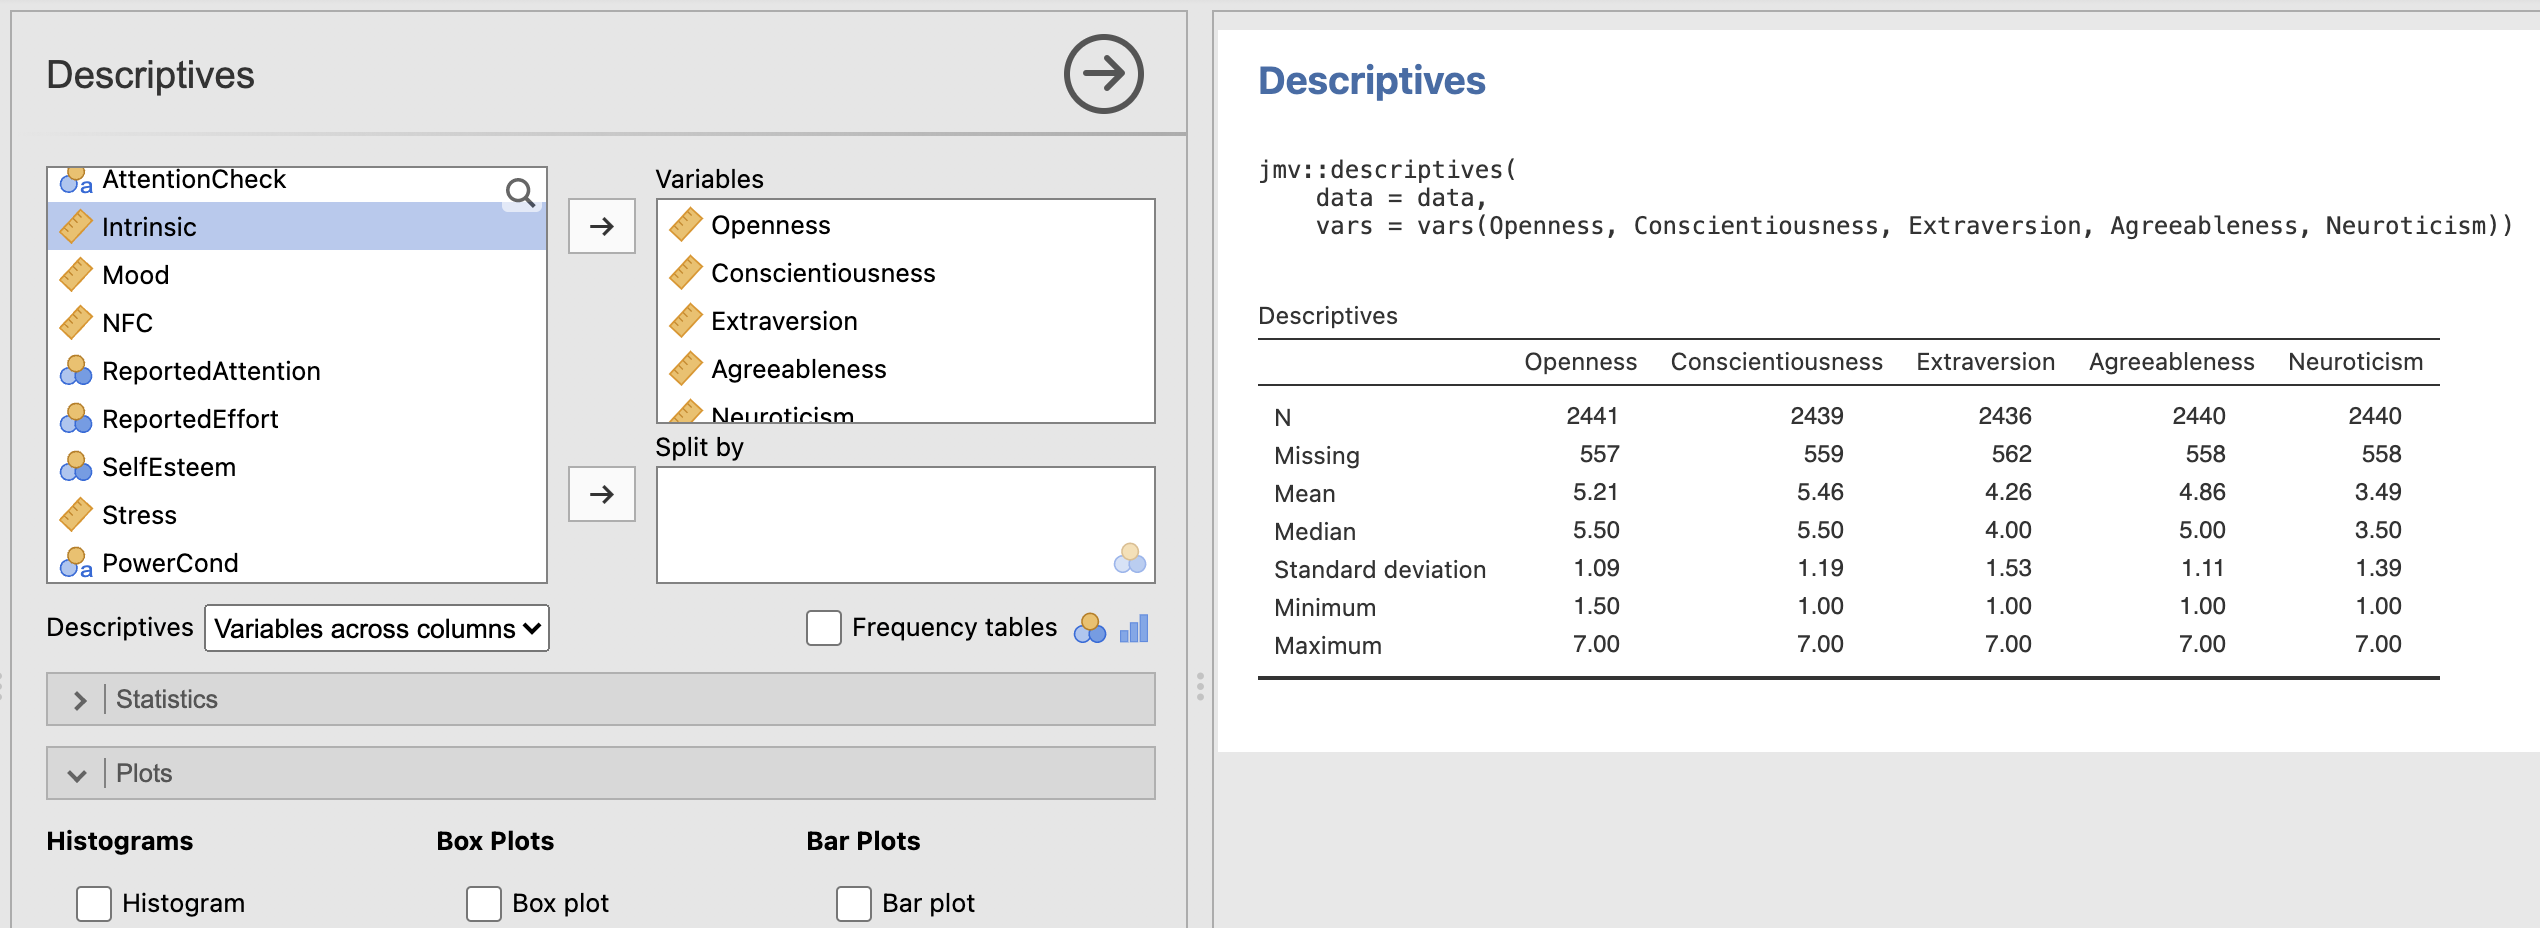 Descriptives
AttentionCheck
Intrinsic
Mood
NFC
ReportedAttention
ReportedEffort
SelfEsteem
Stress
PowerCond
Variables
Openness
Conscientiousness
Extraversion
Agreeableness
Neuroticism
Split by
Descriptives Variables across columns
Frequency tables
Statistics
Plots
Histograms Box Plots Bar Plots
Histogram Box plot Bar plot
Descriptives
jmv::descriptives(
    data = data,
    vars = vars(Openness, Conscientiousness, Extraversion, Agreeableness, Neuroticism))
Descriptives
Openness Conscientiousness Extraversion Agreeableness Neuroticism
N 2441 2439 2436 2440 2440
Missing 557 559 562 558 558
Mean 5.21 5.46 4.26 4.86 3.49
Median 5.50 5.50 4.00 5.00 3.50
Standard deviation 1.09 1.19 1.53 1.11 1.39
Minimum 1.50 1.00 1.00 1.00 1.00
Maximum 7.00 7.00 7.00 7.00 7.00